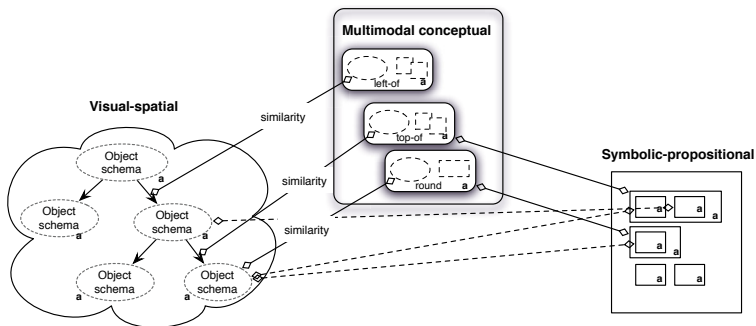 Multimodal conceptual
left-of
a
Visual-spatial
similarity
top-of
a
Object
schema
a
Symbolic-propositional
similarity
round
a
Object
schema
a
Object
schema
a
a
a
a
similarity
a
a
Object
schema
a
Object
schema
a
a
a